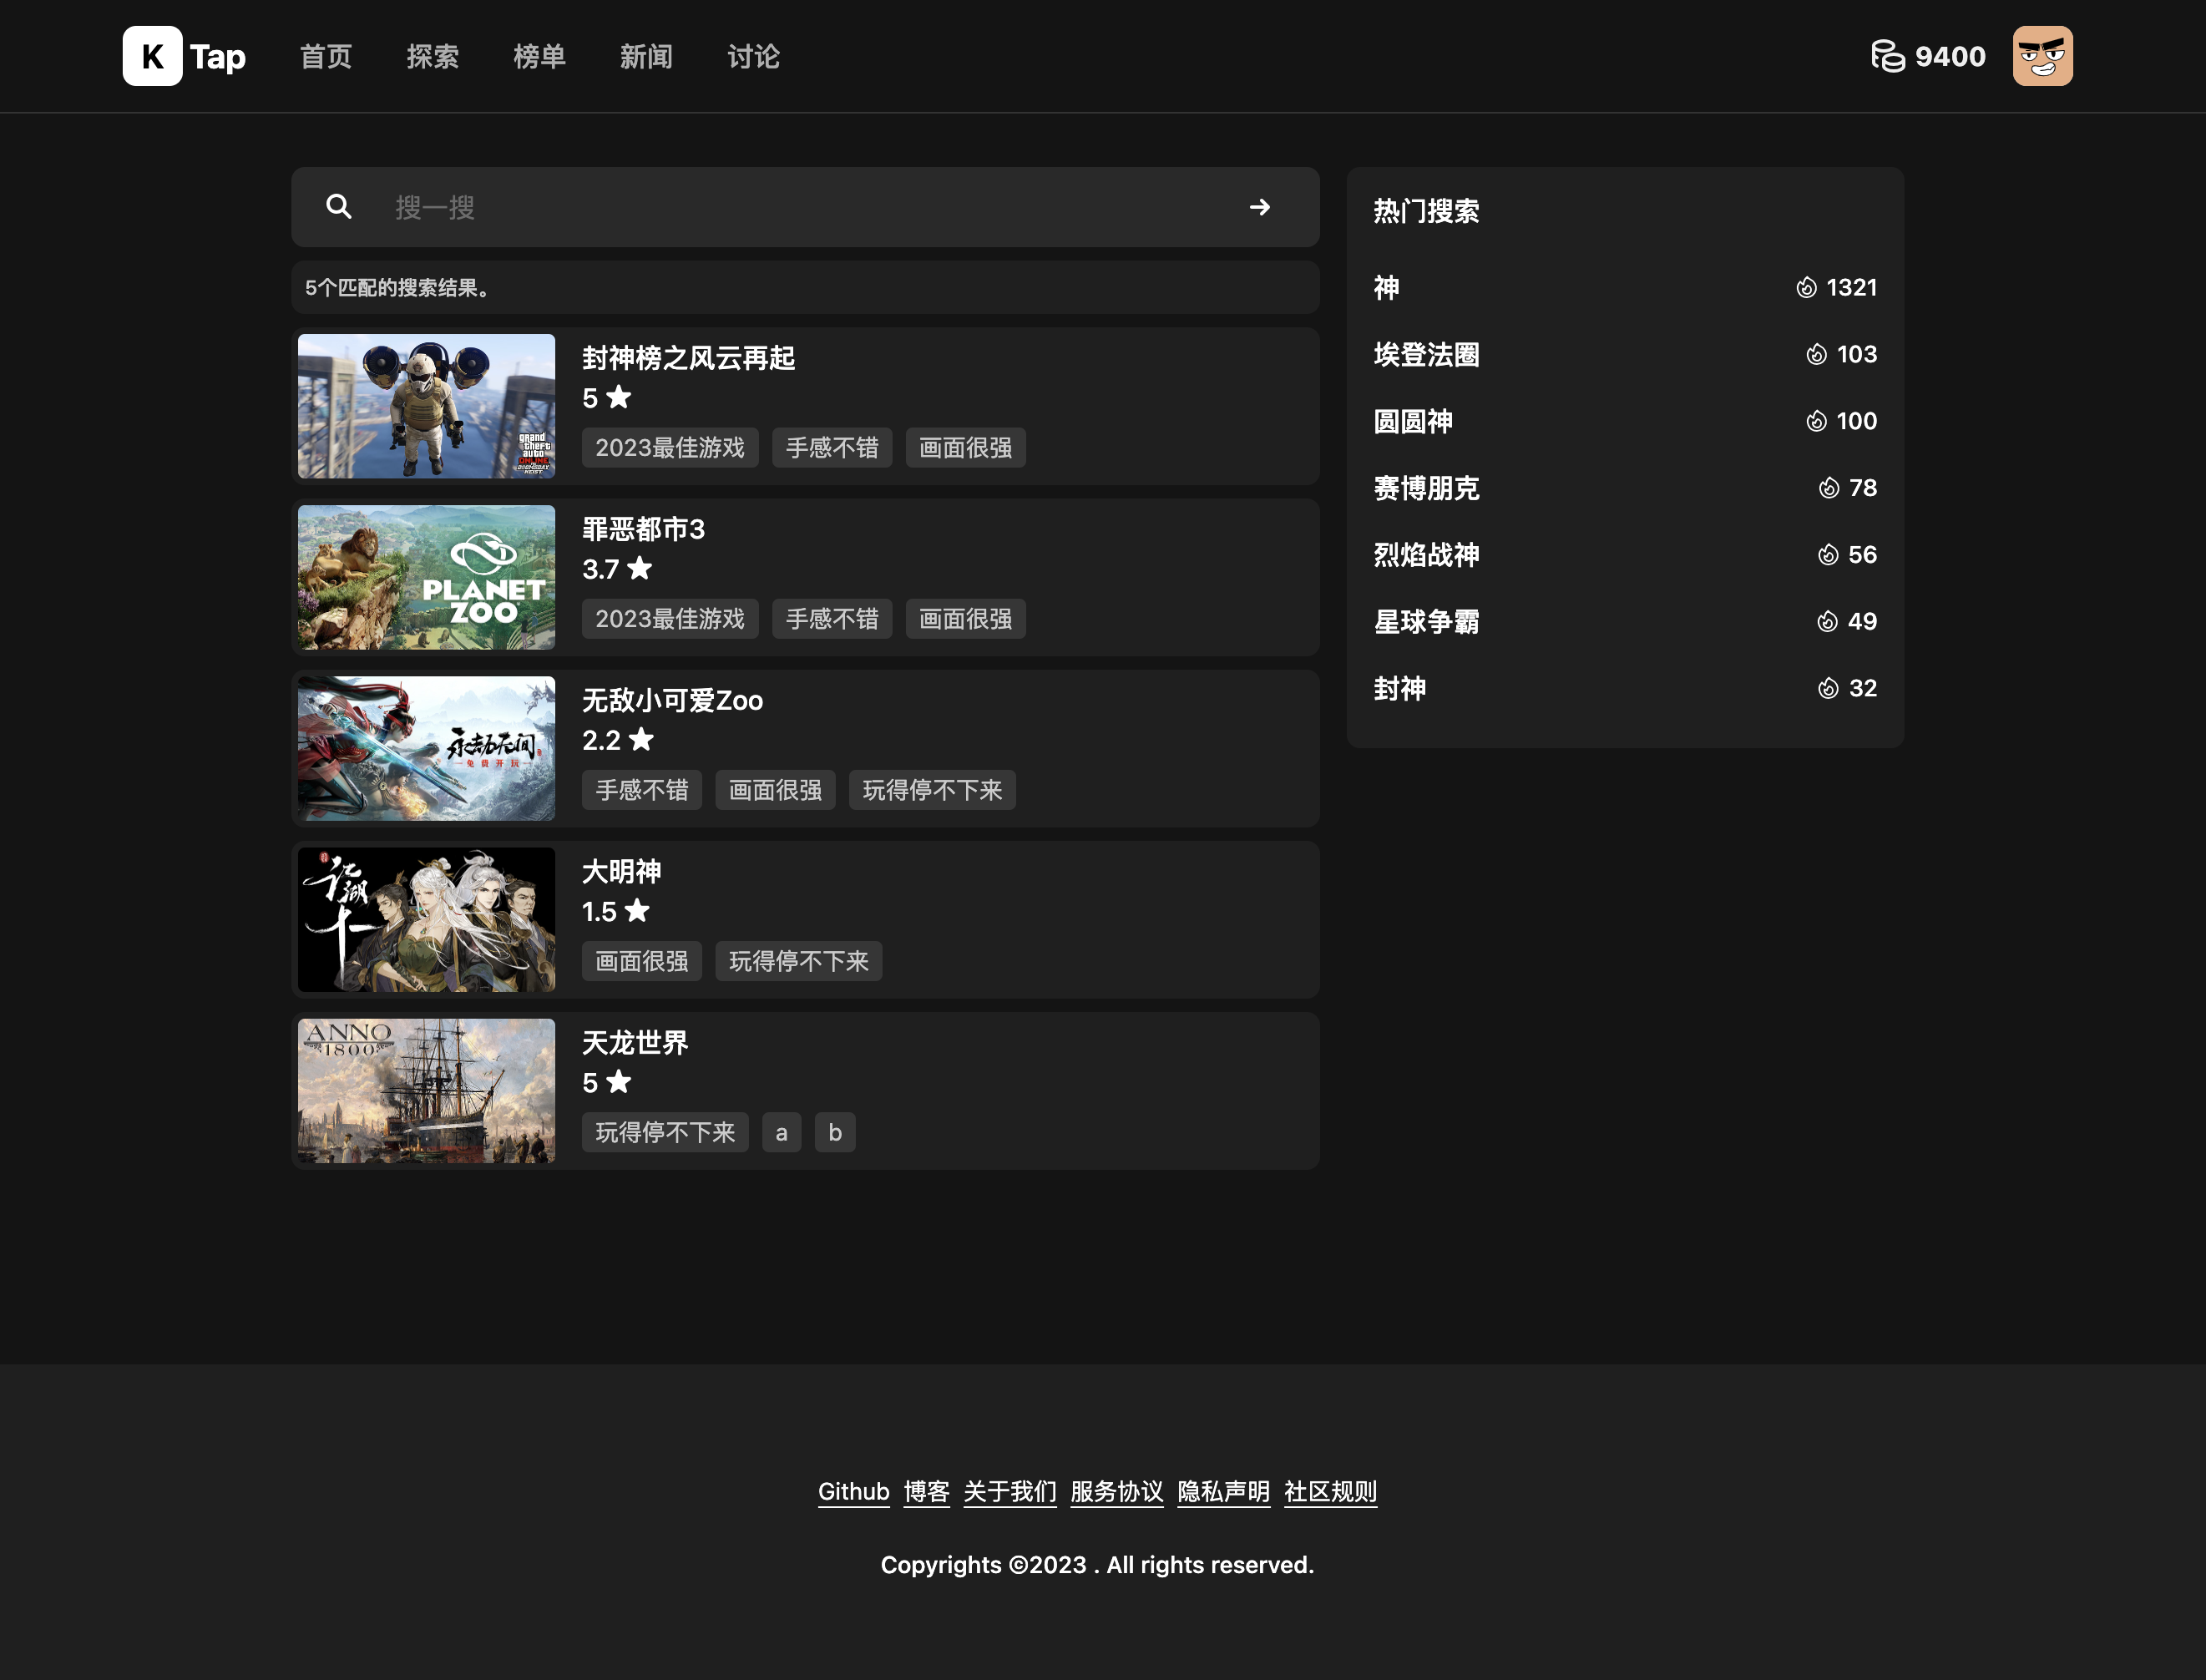 K Tap 首页 探索 榜单 新闻 讨论 9400
搜一搜
5个匹配的搜索结果。
grand
theft
auto
ONLINE
DOOMSDAY
HEIST
封神榜之风云再起
5
2023最佳游戏 手感不错 画面很强
PLANET
ZOO
罪恶都市3
3.7
2023最佳游戏 手感不错 画面很强
永劫无间
免费开玩
无敌小可爱Zoo
2.2
手感不错 画面很强 玩得停不下来
江湖十一
大明神
1.5
画面很强 玩得停不下来
ANNO
1800
天龙世界
5
玩得停不下来 a b
热门搜索
神 1321
埃登法圈 103
圆圆神 100
赛博朋克 78
烈焰战神 56
星球争霸 49
封神 32
Github 博客 关于我们 服务协议 隐私声明 社区规则
Copyrights ©2023 . All rights reserved.